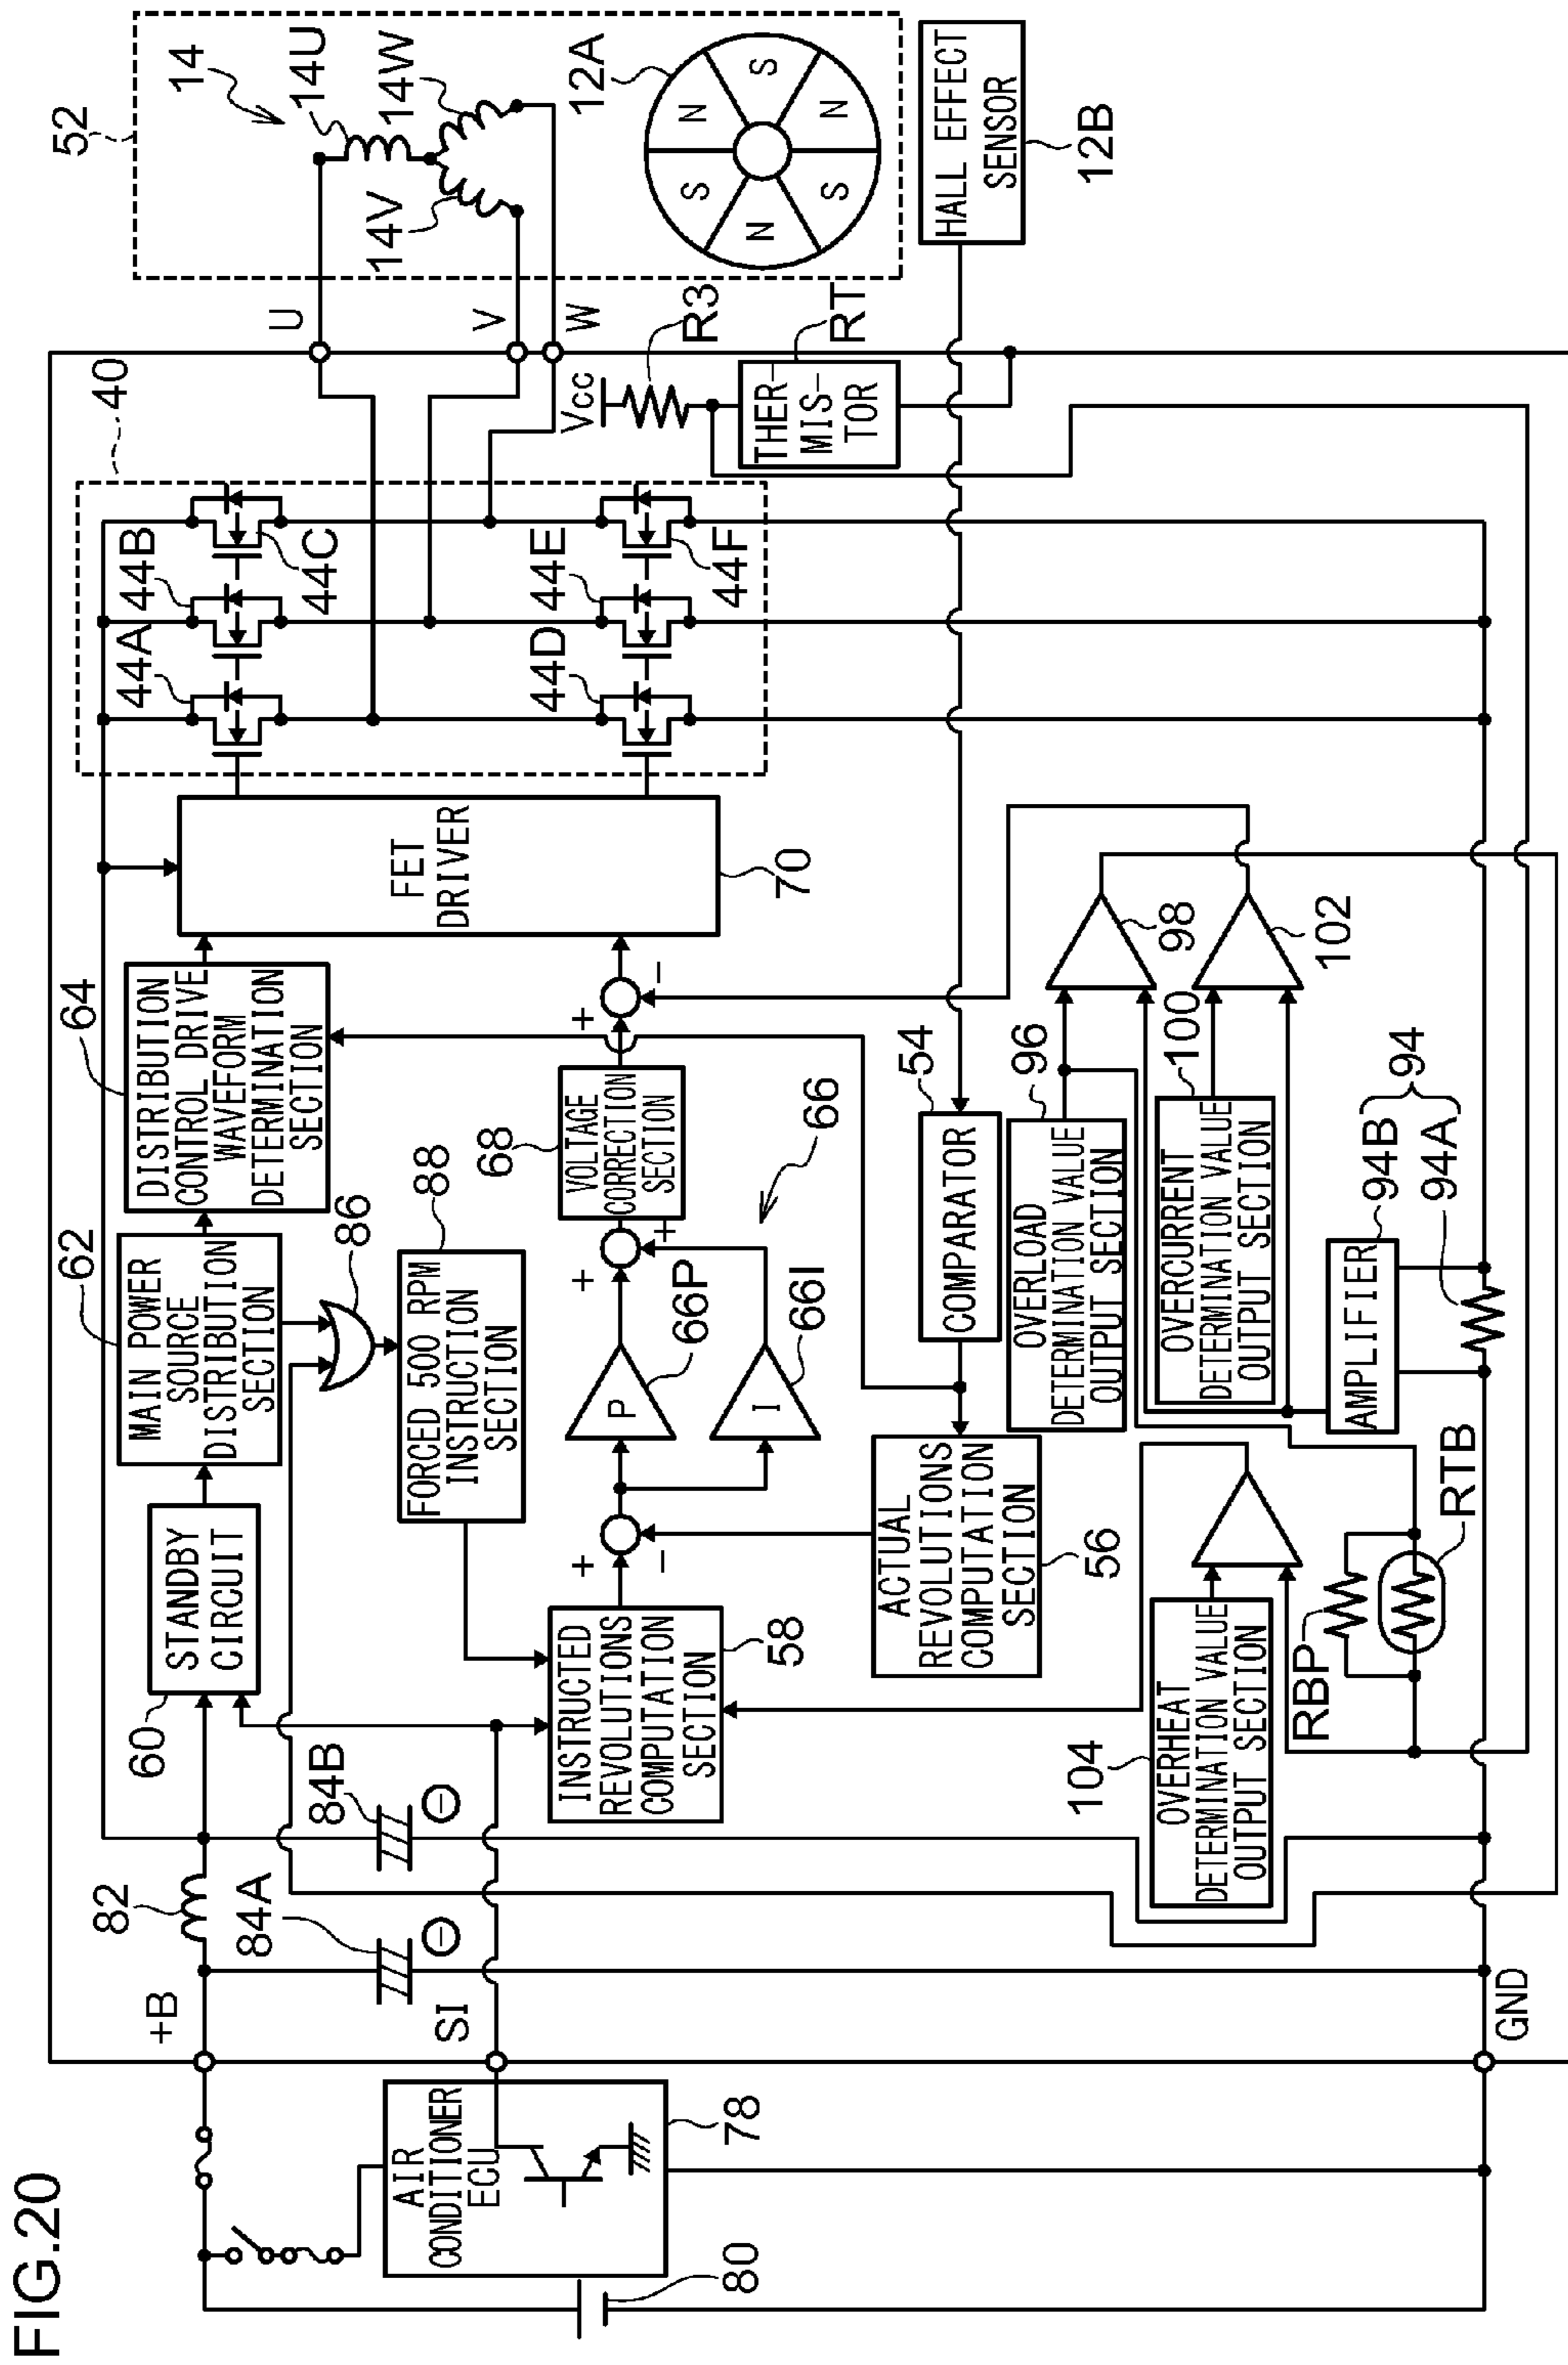 FIG.20
52
14
14U
14V
14W
12A
N
S
N
S
N
S
HALL EFFECT
SENSOR
12B
U
V
W
40
Vcc
R3
THER-
MIS-
TOR
RT
44A
44B
44C
44D
44E
44F
FET
DRIVER
70
64
DISTRIBUTION
CONTROL DRIVE
WAVEFORM
DETERMINATION
SECTION
62
MAIN POWER
SOURCE
DISTRIBUTION
SECTION
STANDBY
CIRCUIT
60
86
88
FORCED 500 RPM
INSTRUCTION
SECTION
68
VOLTAGE
CORRECTION
SECTION
+
-
+
+
+
-
66
P
66P
I
66I
INSTRUCTED
REVOLUTIONS
COMPUTATION
SECTION
58
ACTUAL
REVOLUTIONS
COMPUTATION
SECTION
56
54
COMPARATOR
96
OVERLOAD
DETERMINATION VALUE
OUTPUT SECTION
98
100
OVERCURRENT
DETERMINATION VALUE
OUTPUT SECTION
102
94
94B
94A
AMPLIFIER
RTB
RBP
104
OVERHEAT
DETERMINATION VALUE
OUTPUT SECTION
82
84A
-
84B
-
+B
SI
GND
AIR
CONDITIONER
ECU
78
80